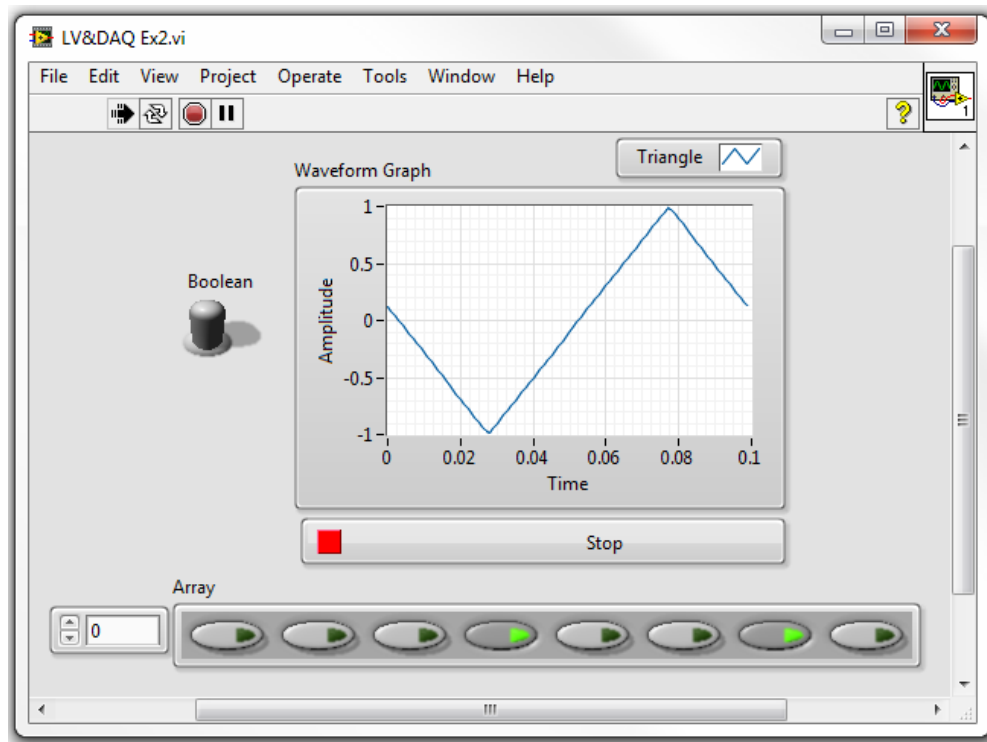 LV&DAQ Ex2.vi
File Edit View Project Operate Tools Window Help
1
Triangle
Waveform Graph
1
0.5
0
-0.5
-1
Amplitude
0 0.02 0.04 0.06 0.08 0.1
Time
Boolean
Stop
Array
0